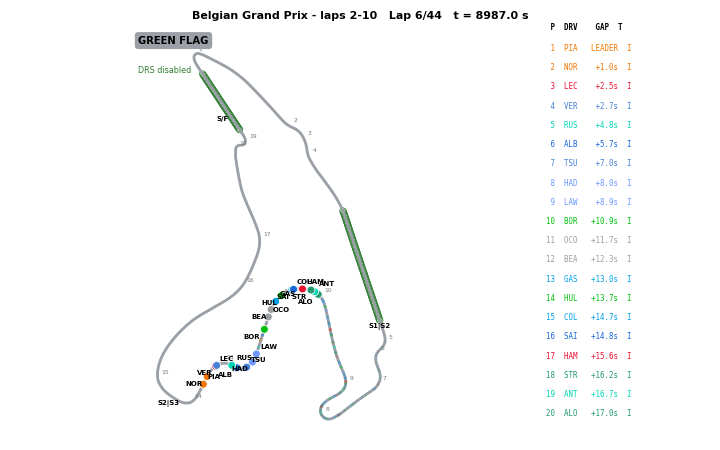 Belgian Grand Prix - laps 2-10   Lap 6/44   t = 8987.0 s
GREEN FLAG
DRS disabled
S/F
19
2
3
4
17
16
S1|S2
5
7
8
9
10
15
14
S2|S3
COL
HAM
ANT
GAS
SAI
STR
HUL
ALO
OCO
BEA
BOR
LAW
LEC
RUS
TSU
VER
PIA
ALB
HAD
NOR
P DRV GAP T
1 PIA LEADER I
2 NOR +1.0s I
3 LEC +2.5s I
4 VER +2.7s I
5 RUS +4.8s I
6 ALB +5.7s I
7 TSU +7.0s I
8 HAD +8.0s I
9 LAW +8.9s I
10 BOR +10.9s I
11 OCO +11.7s I
12 BEA +12.3s I
13 GAS +13.0s I
14 HUL +13.7s I
15 COL +14.7s I
16 SAI +14.8s I
17 HAM +15.6s I
18 STR +16.2s I
19 ANT +16.7s I
20 ALO +17.0s I